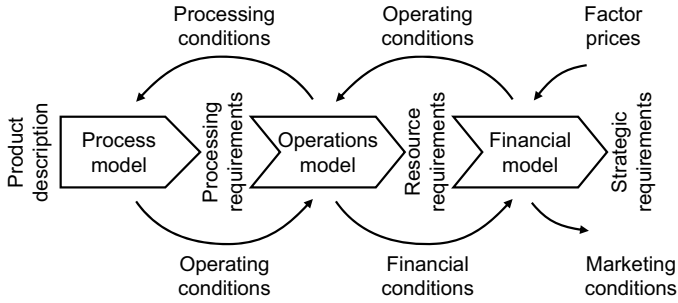 Processing
conditions
Operating
conditions
Factor
prices
Product
description
Process
model
Processing
requirements
Operations
model
Resource
requirements
Financial
model
Strategic
requirements
Operating
conditions
Financial
conditions
Marketing
conditions